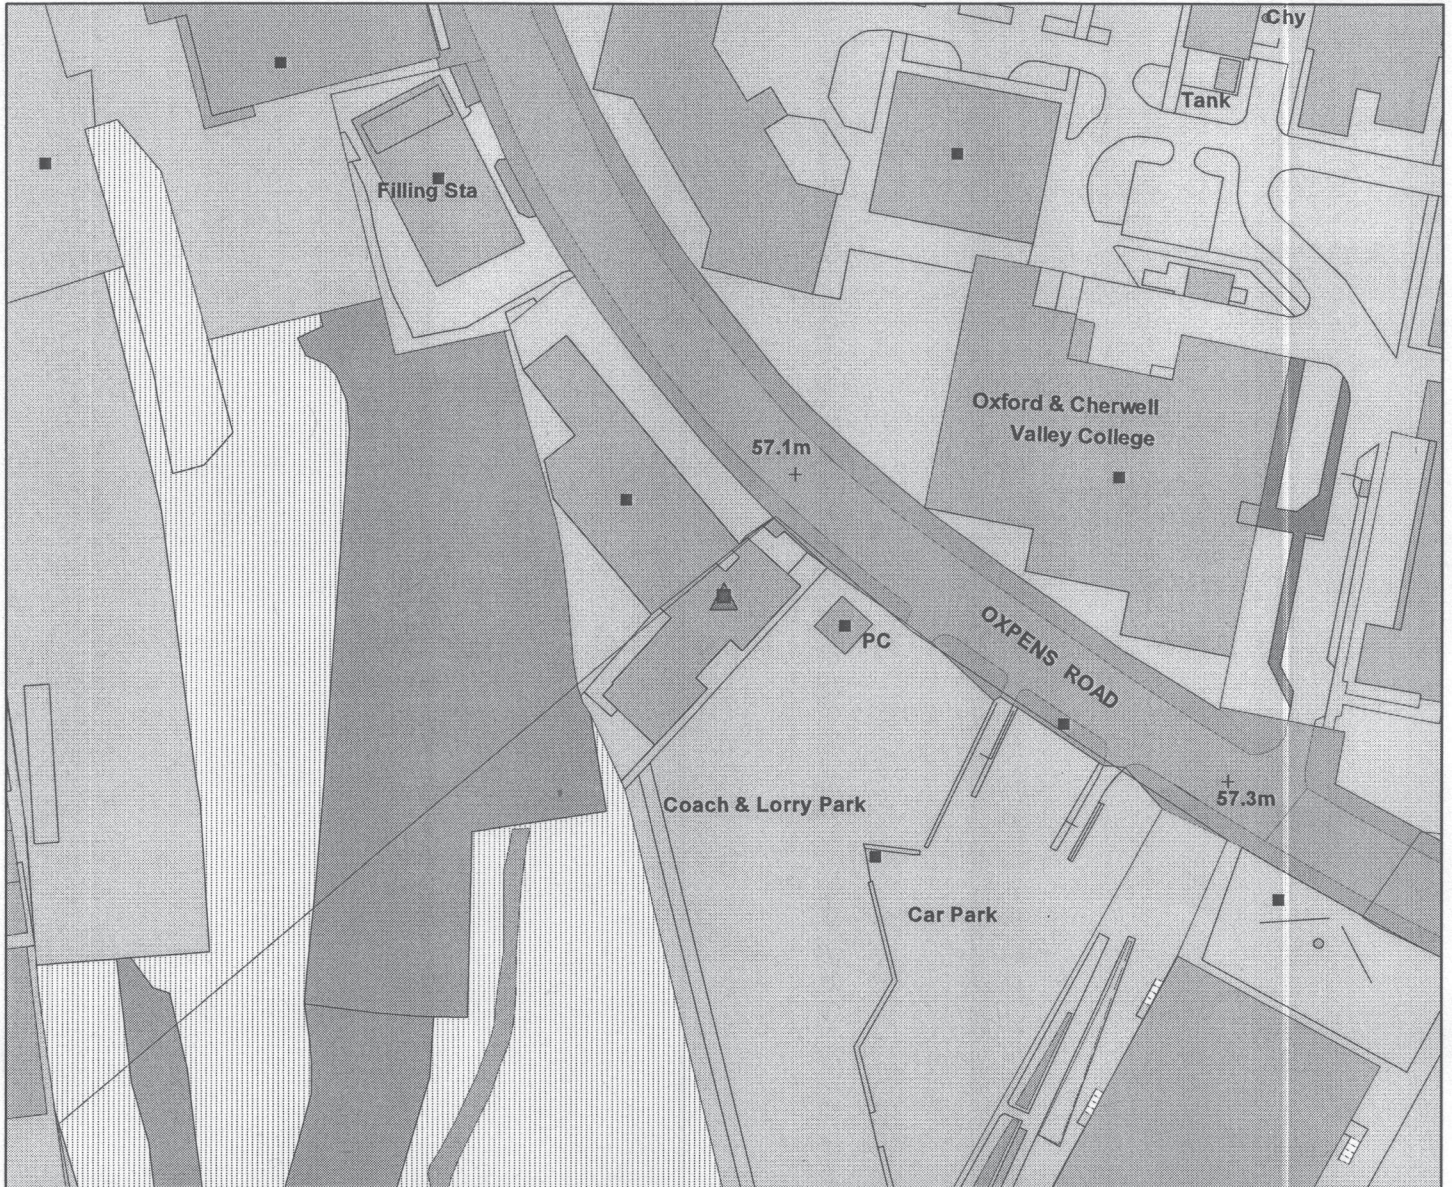 Chy
Tank
Filling Sta
Oxford & Cherwell
Valley College
57.1m
OXPENS ROAD
PC
57.3m
Coach & Lorry Park
Car Park